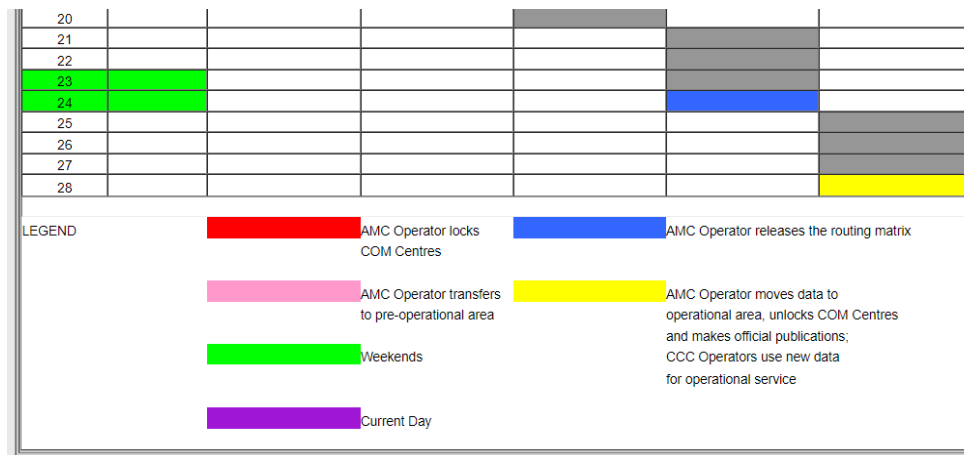 20
21
22
23
24
25
26
27
28
LEGEND
AMC Operator locks
COM Centres
AMC Operator releases the routing matrix
AMC Operator transfers
to pre-operational area
AMC Operator moves data to
operational area, unlocks COM Centres
and makes official publications;
CCC Operators use new data
for operational service
Weekends
Current Day